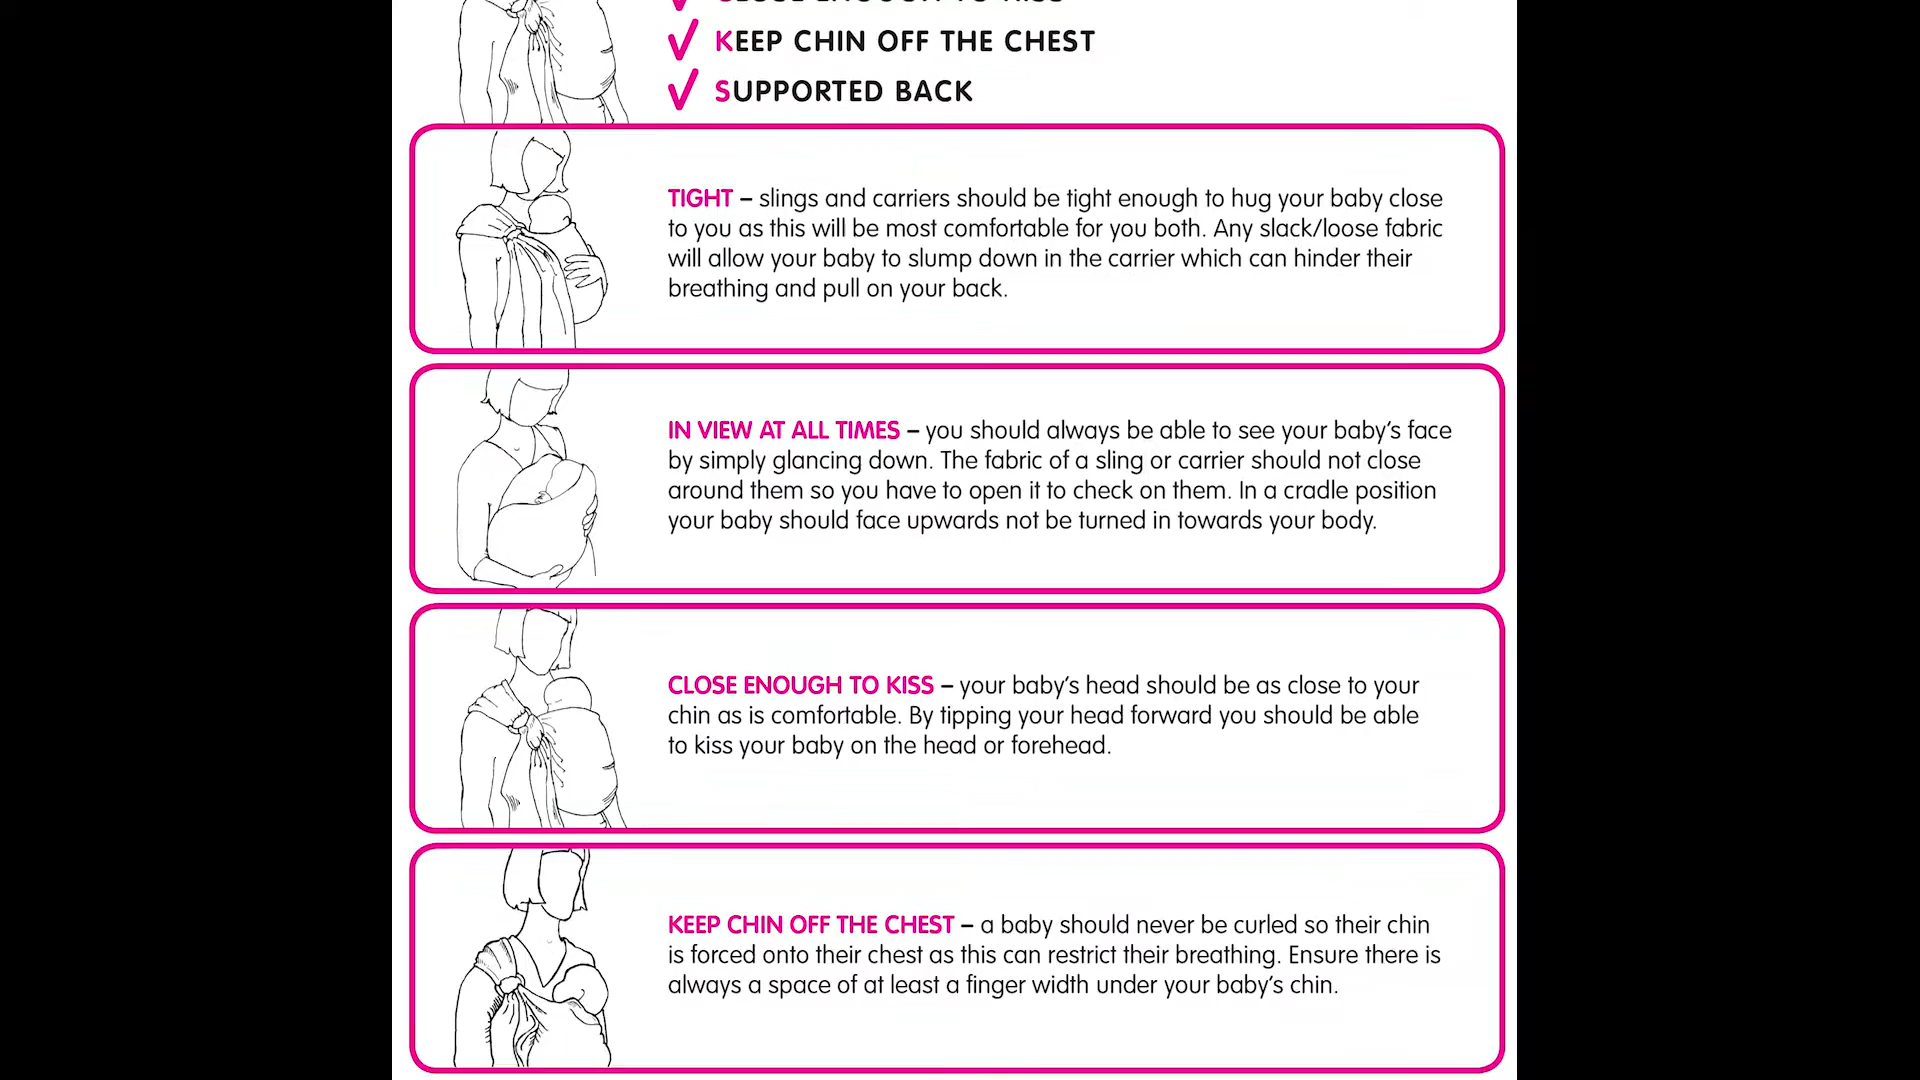 CLOSE ENOUGH TO KISS
KEEP CHIN OFF THE CHEST
SUPPORTED BACK
TIGHT – slings and carriers should be tight enough to hug your baby close
to you as this will be most comfortable for you both. Any slack/loose fabric
will allow your baby to slump down in the carrier which can hinder their
breathing and pull on your back.
IN VIEW AT ALL TIMES – you should always be able to see your baby’s face
by simply glancing down. The fabric of a sling or carrier should not close
around them so you have to open it to check on them. In a cradle position
your baby should face upwards not be turned in towards your body.
CLOSE ENOUGH TO KISS – your baby’s head should be as close to your
chin as is comfortable. By tipping your head forward you should be able
to kiss your baby on the head or forehead.
KEEP CHIN OFF THE CHEST – a baby should never be curled so their chin
is forced onto their chest as this can restrict their breathing. Ensure there is
always a space of at least a finger width under your baby’s chin.